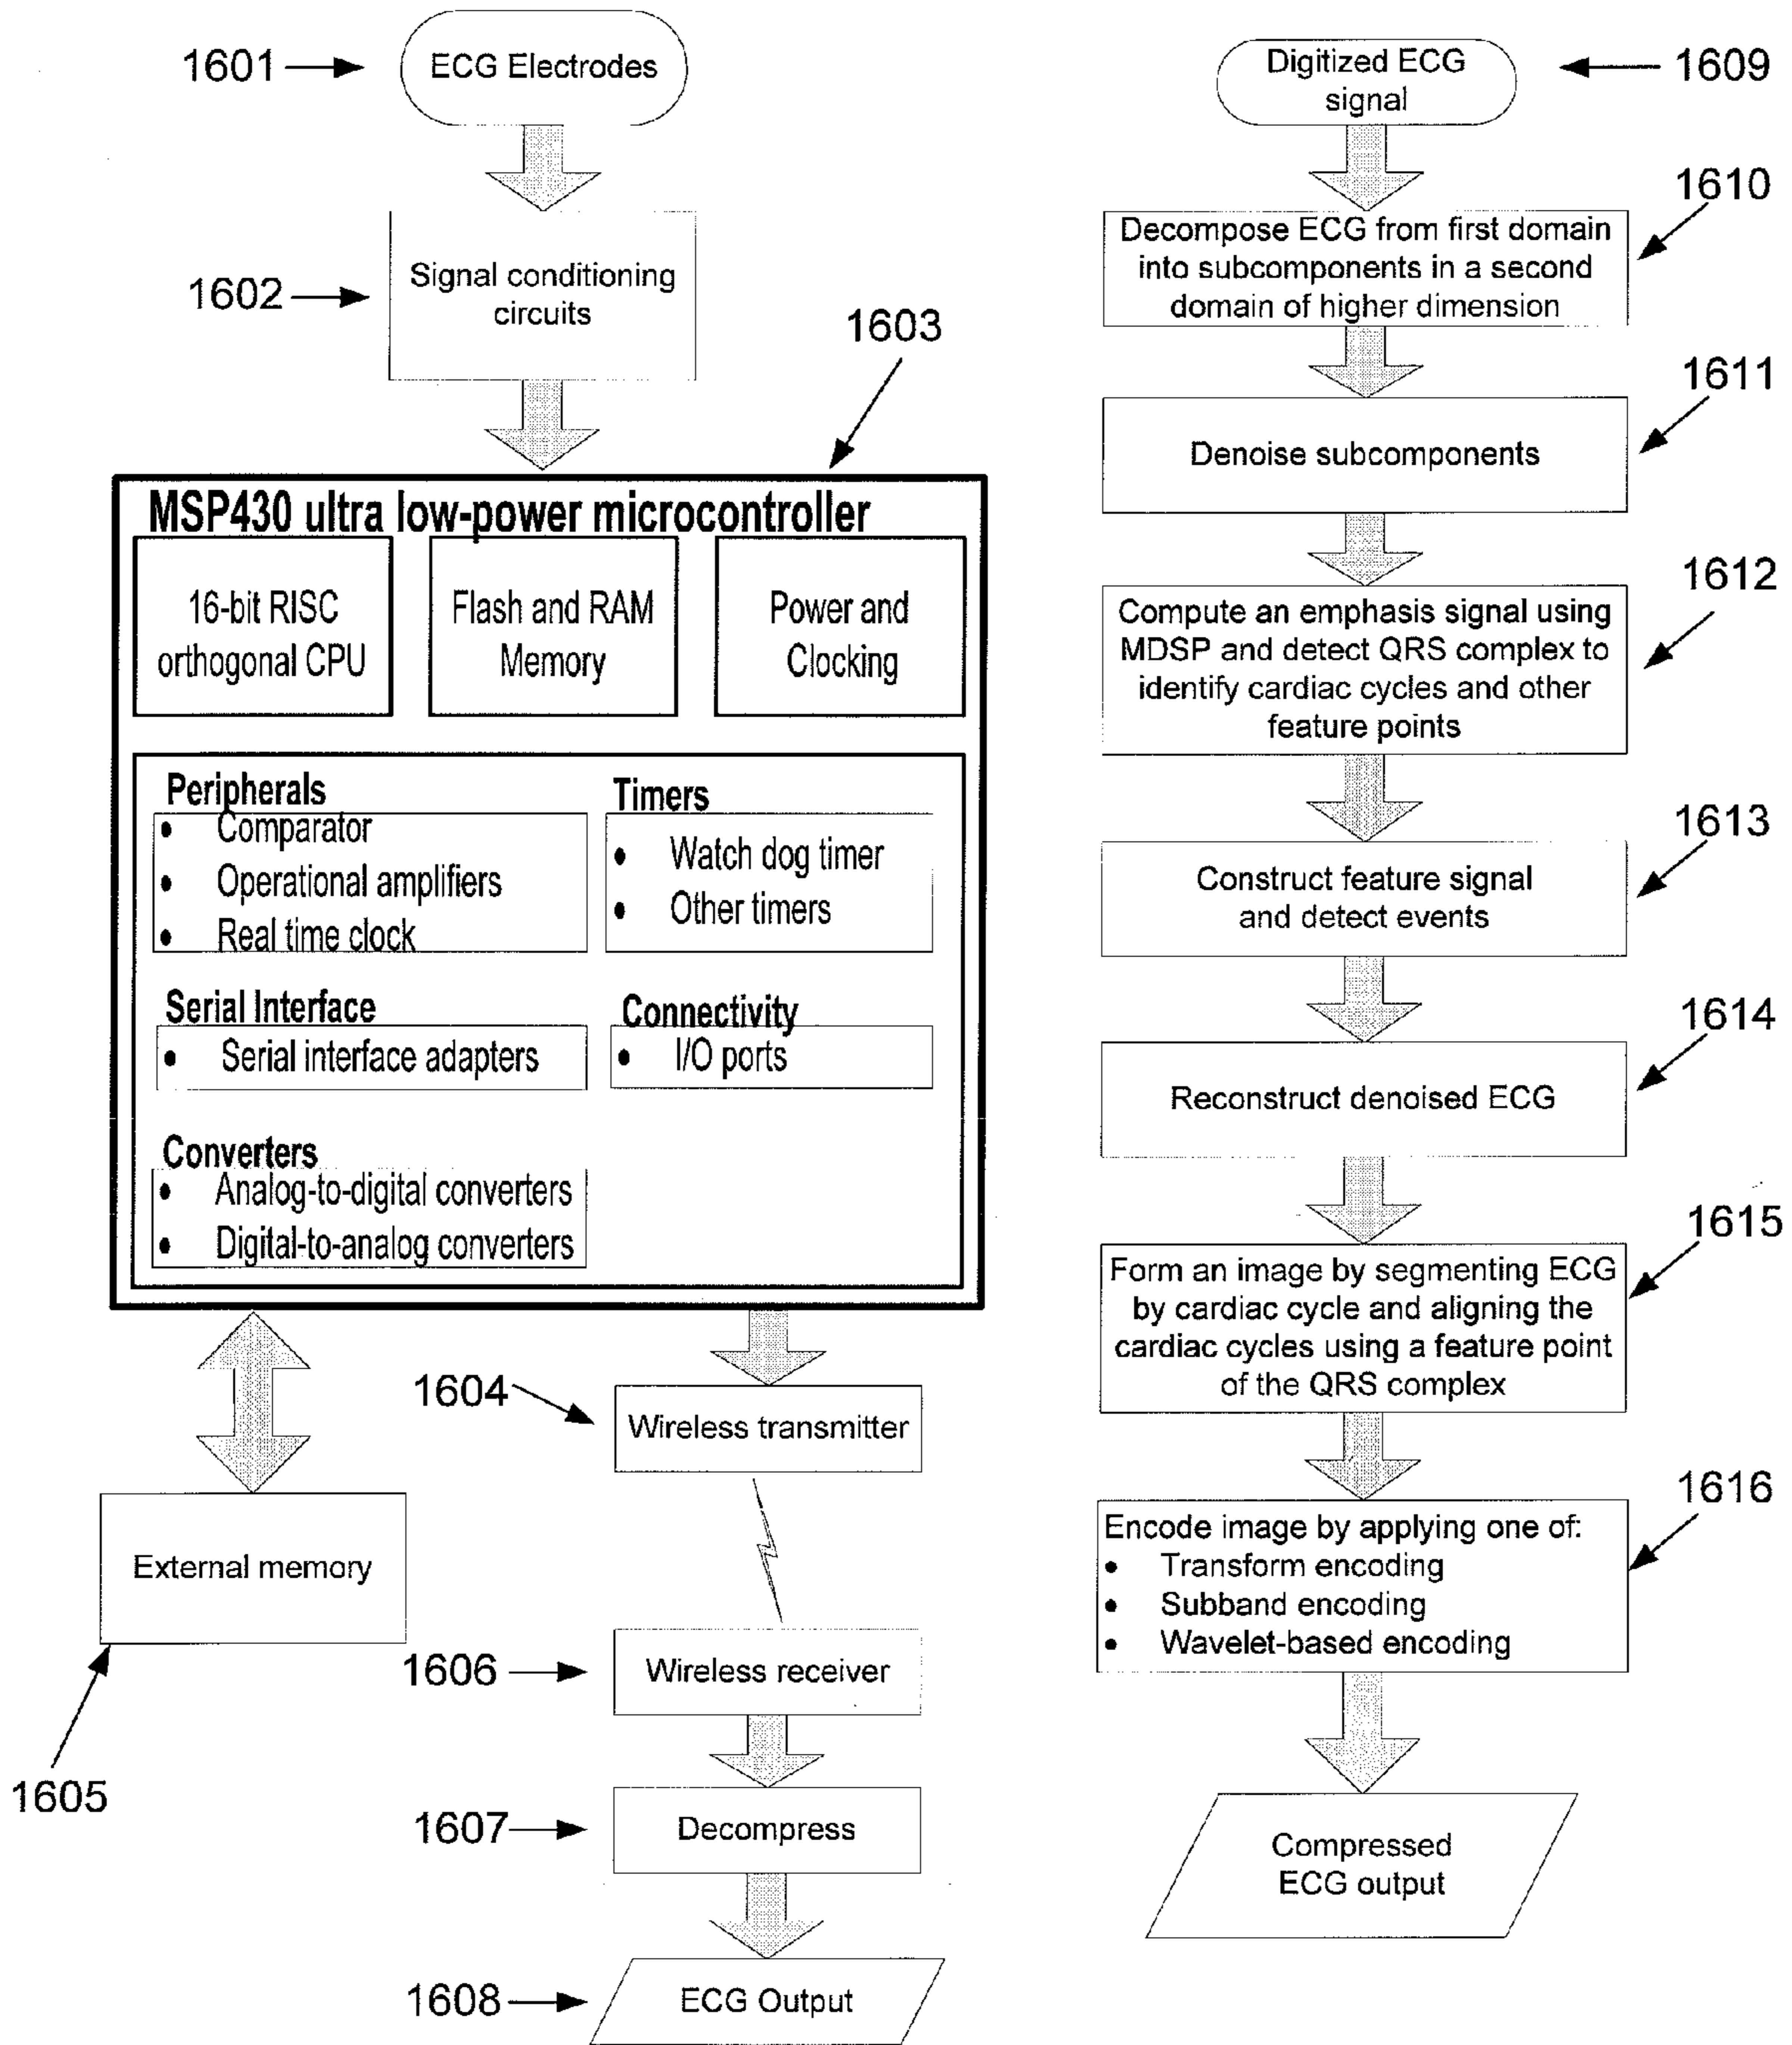 1601
ECG Electrodes
1602
Signal conditioning
circuits
1603
MSP430 ultra low-power microcontroller
16-bit RISC
orthogonal CPU
Flash and RAM
Memory
Power and
Clocking
Peripherals
• Comparator
• Operational amplifiers
• Real time clock
Timers
• Watch dog timer
• Other timers
Serial Interface
• Serial interface adapters
Connectivity
• I/O ports
Converters
• Analog-to-digital converters
• Digital-to-analog converters
1604
Wireless transmitter
External memory
1605
1606
Wireless receiver
1607
Decompress
1608
ECG Output
Digitized ECG
signal
1609
1610
Decompose ECG from first domain
into subcomponents in a second
domain of higher dimension
1611
Denoise subcomponents
1612
Compute an emphasis signal using
MDSP and detect QRS complex to
identify cardiac cycles and other
feature points
1613
Construct feature signal
and detect events
1614
Reconstruct denoised ECG
1615
Form an image by segmenting ECG
by cardiac cycle and aligning the
cardiac cycles using a feature point
of the QRS complex
1616
Encode image by applying one of:
• Transform encoding
• Subband encoding
• Wavelet-based encoding
Compressed
ECG output